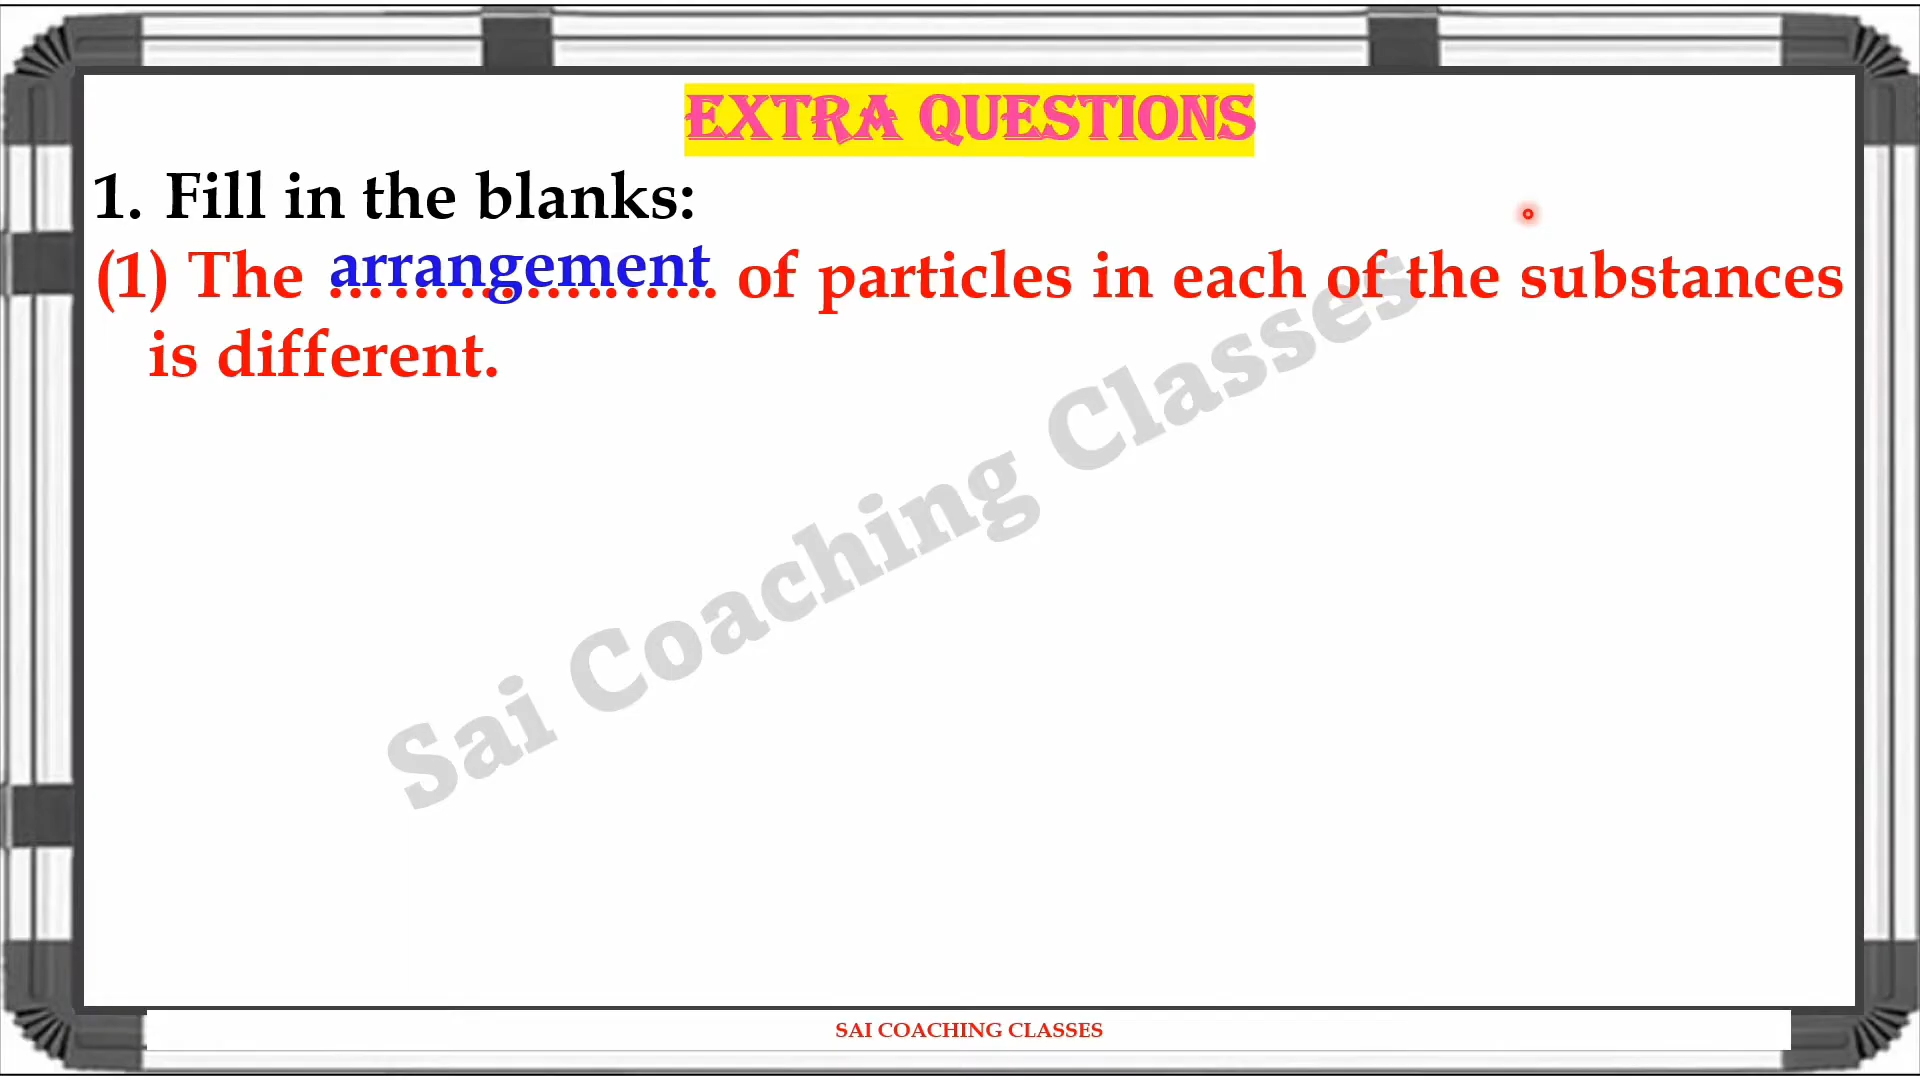 EXTRA QUESTIONS
1. Fill in the blanks:
(1) The arrangement of particles in each of the substances
is different.
Sai Coaching Classes
SAI COACHING CLASSES